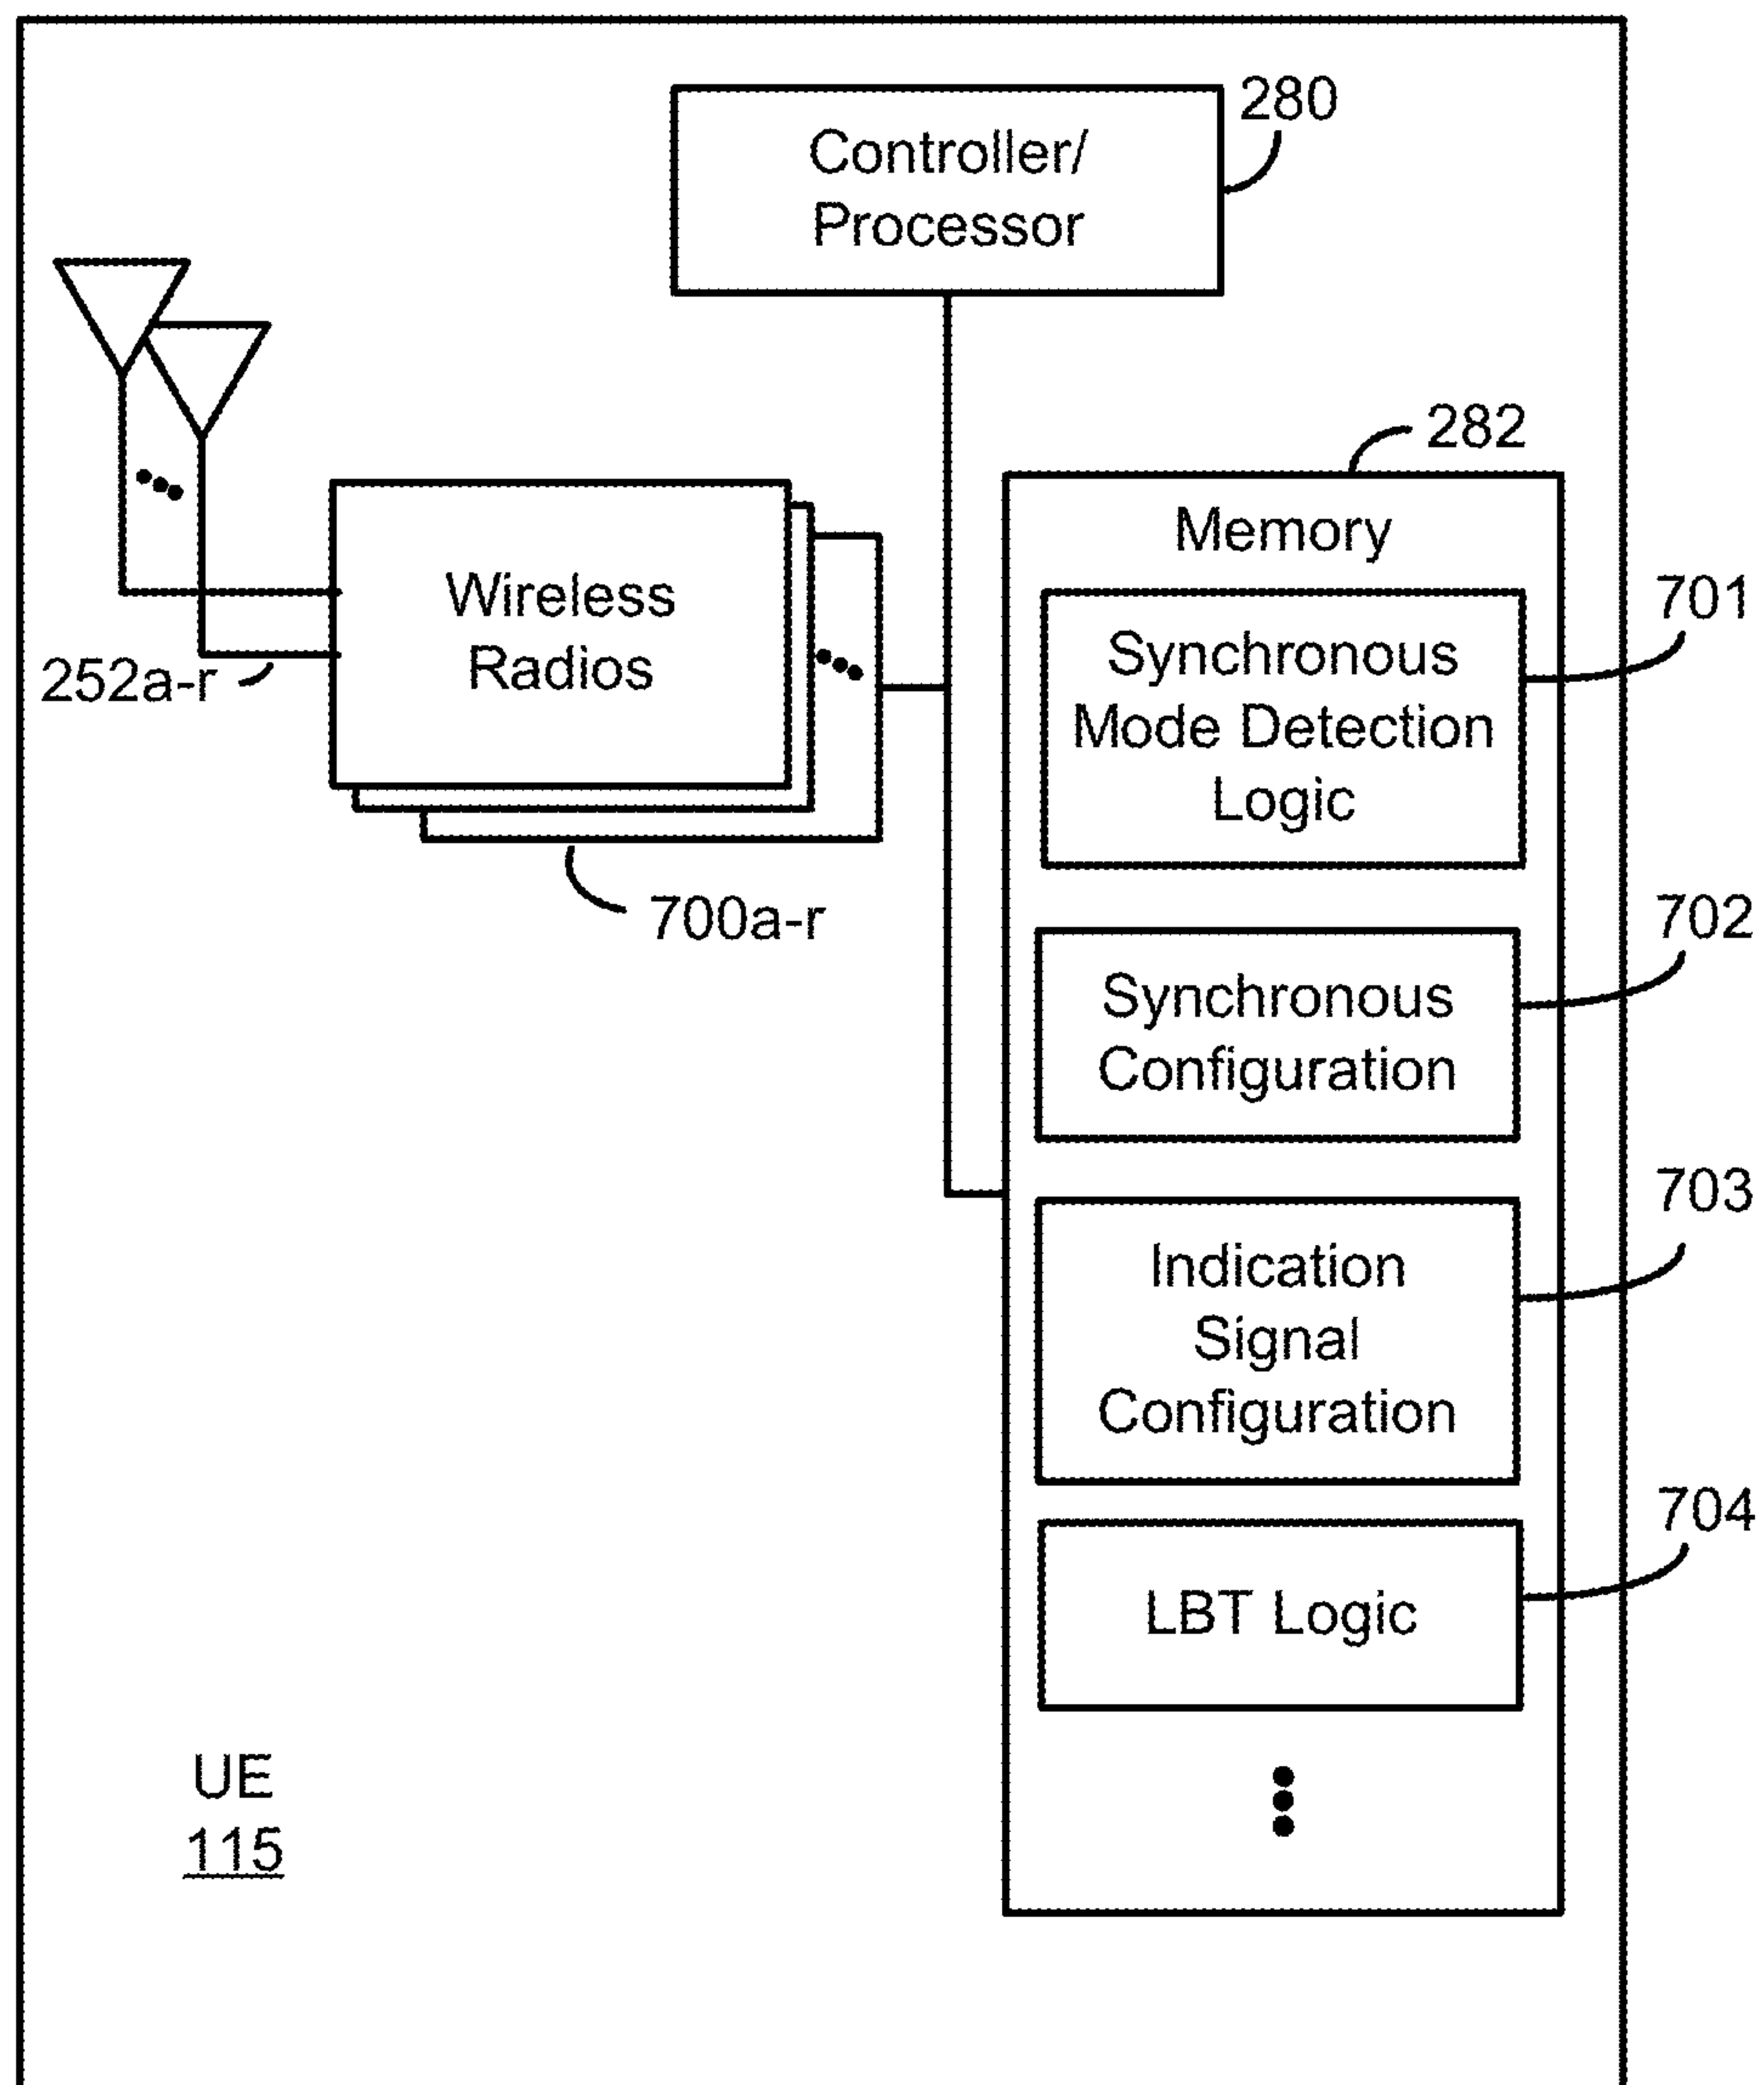 280
Controller/
Processor
282
Memory
Wireless
Radios
252a-r
700a-r
701
Synchronous
Mode Detection
Logic
702
Synchronous
Configuration
703
Indication
Signal
Configuration
704
LBT Logic
UE
115